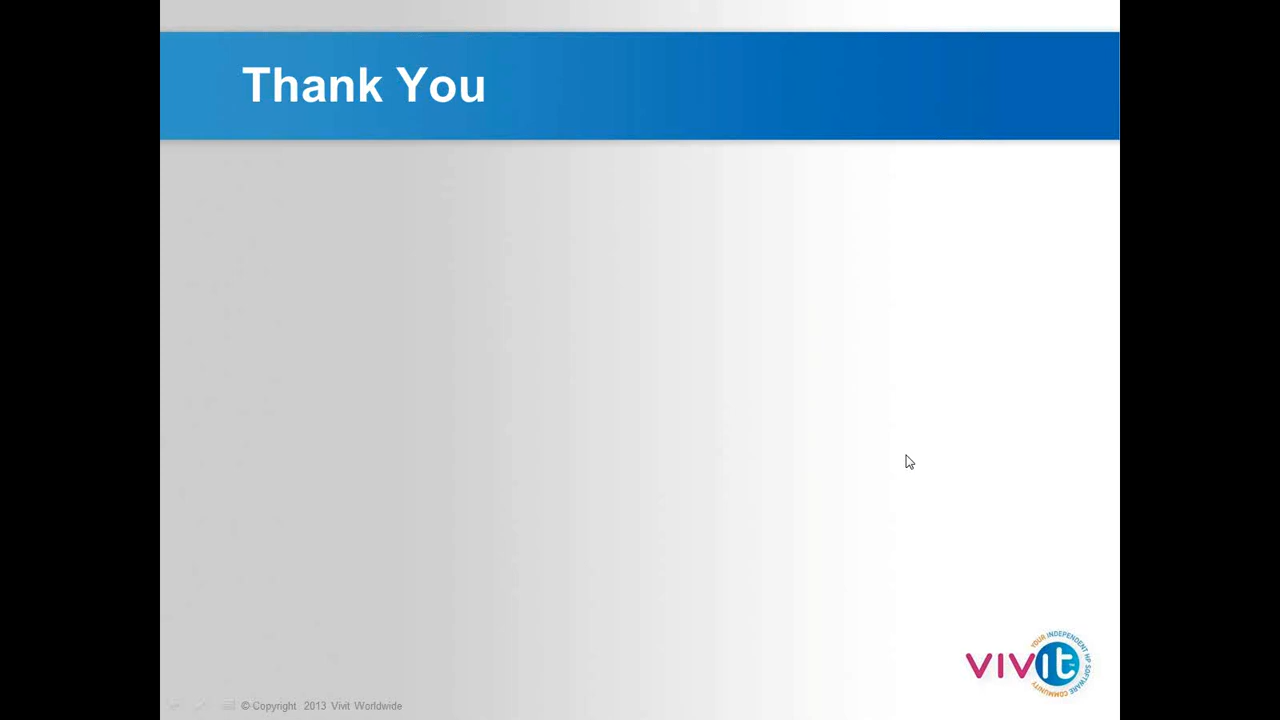 Thank You
YOUR INDEPENDENT HP SOFTWARE COMMUNITY
VIVIT
© Copyright 2013 Vivit Worldwide